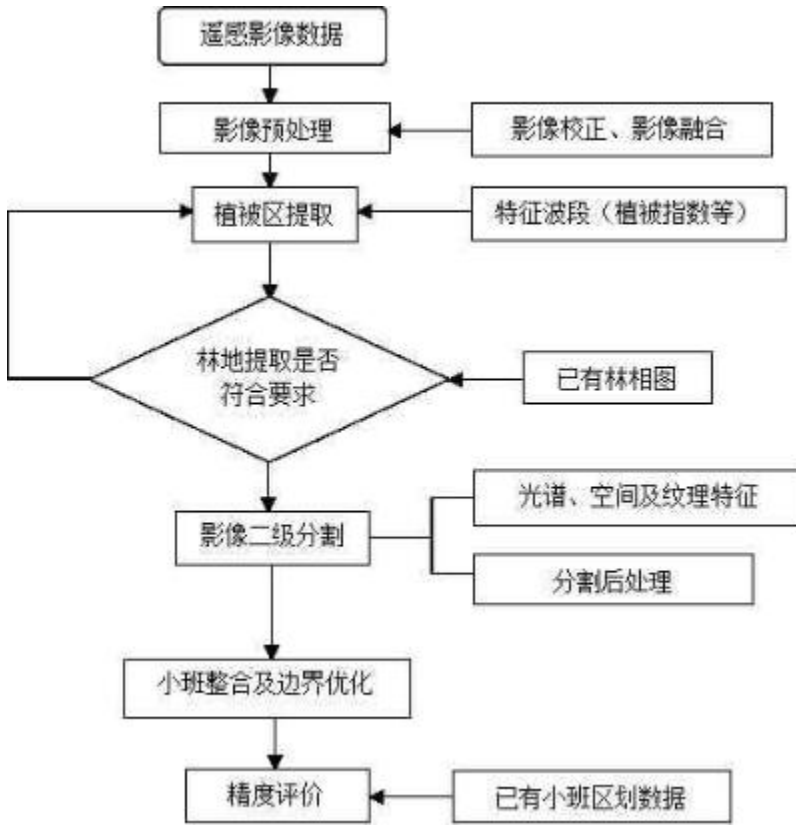 遥感影像数据
影像预处理
影像校正、影像融合
植被区提取
特征波段（植被指数等）
林地提取是否
符合要求
已有林相图
光谱、空间及纹理特征
影像二级分割
分割后处理
小班整合及边界优化
精度评价
已有小班区划数据